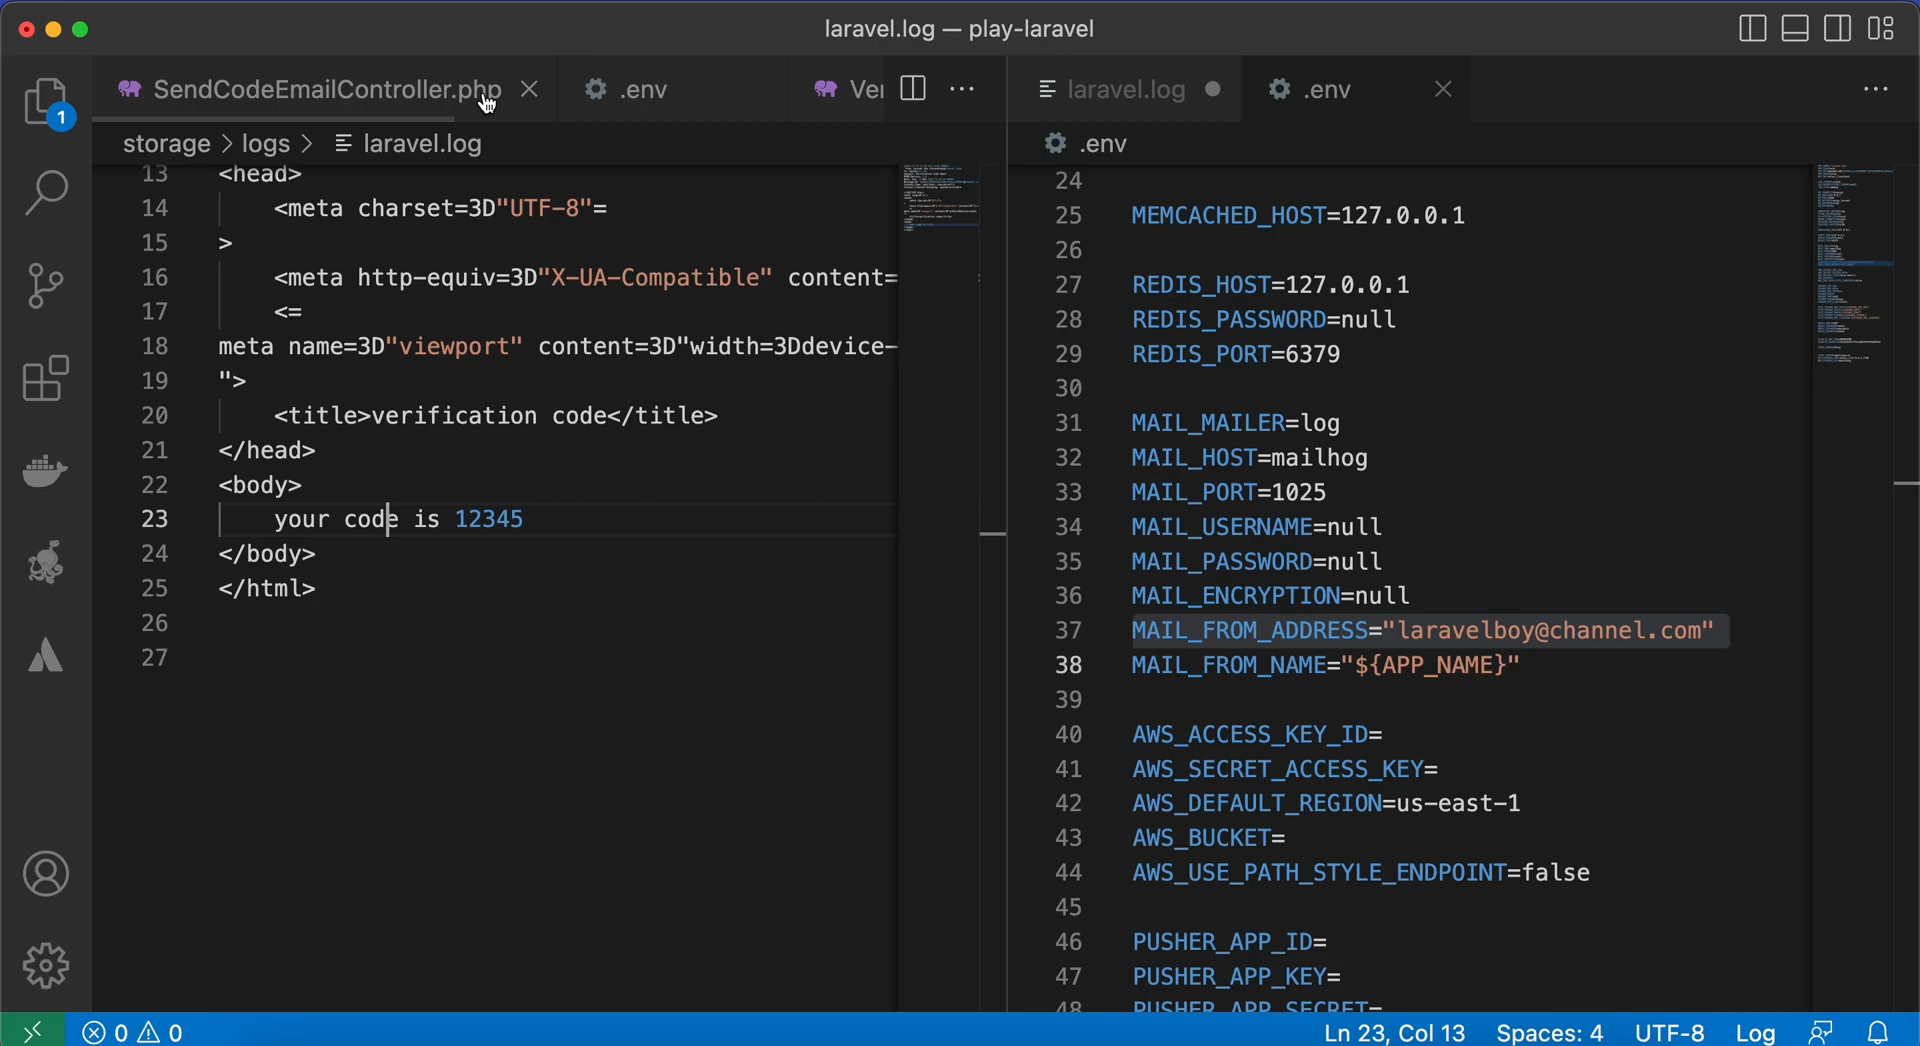 laravel.log — play-laravel
SendCodeEmailController.php
.env
Ver
laravel.log
.env
1
storage > logs > laravel.log
.env
13 <head>
14 <meta charset=3D"UTF-8"=
15 >
16 <meta http-equiv=3D"X-UA-Compatible" content=
17 <=
18 meta name=3D"viewport" content=3D"width=3Ddevice-
19 ">
20 <title>verification code</title>
21 </head>
22 <body>
23 your code is 12345
24 </body>
25 </html>
26
27
24
25 MEMCACHED_HOST=127.0.0.1
26
27 REDIS_HOST=127.0.0.1
28 REDIS_PASSWORD=null
29 REDIS_PORT=6379
30
31 MAIL_MAILER=log
32 MAIL_HOST=mailhog
33 MAIL_PORT=1025
34 MAIL_USERNAME=null
35 MAIL_PASSWORD=null
36 MAIL_ENCRYPTION=null
37 MAIL_FROM_ADDRESS="laravelboy@channel.com"
38 MAIL_FROM_NAME="${APP_NAME}"
39
40 AWS_ACCESS_KEY_ID=
41 AWS_SECRET_ACCESS_KEY=
42 AWS_DEFAULT_REGION=us-east-1
43 AWS_BUCKET=
44 AWS_USE_PATH_STYLE_ENDPOINT=false
45
46 PUSHER_APP_ID=
47 PUSHER_APP_KEY=
48 PUSHER_APP_SECRET=
0 0
Ln 23, Col 13 Spaces: 4 UTF-8 Log